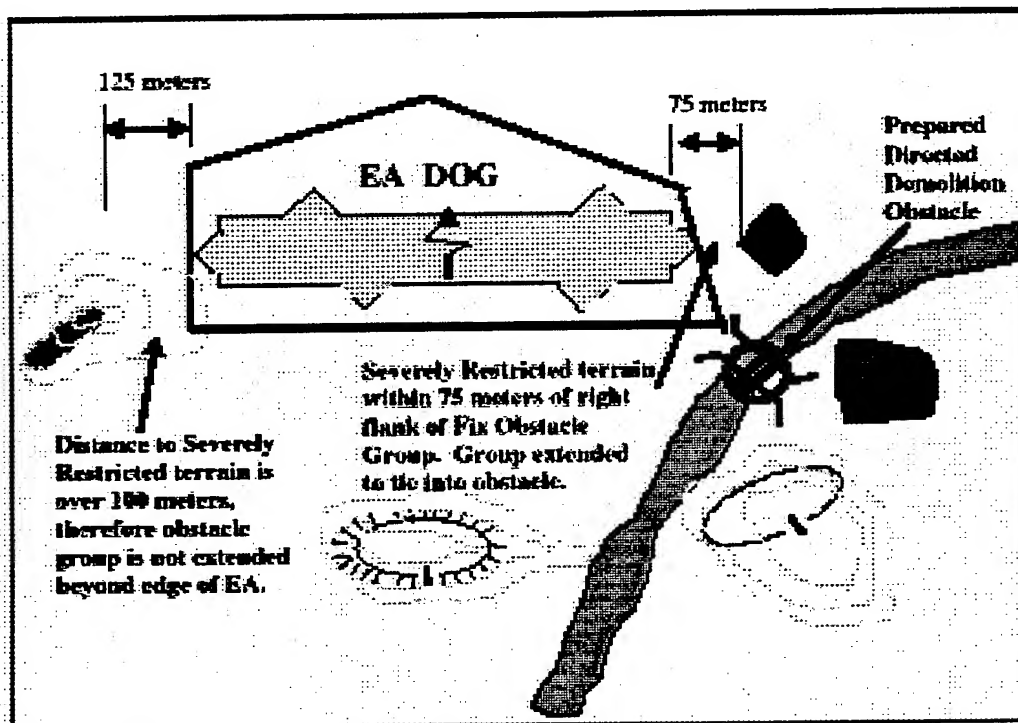 125 meters
75 meters
Prepared
Directed
Demolition
Obstacle
EA DOG
Severely Restricted terrain
within 75 meters of right
flank of Fix Obstacle
Group. Group extended
to tie into obstacle.
Distance to Severely
Restricted terrain is
over 100 meters,
therefore obstacle
group is not extended
beyond edge of EA.